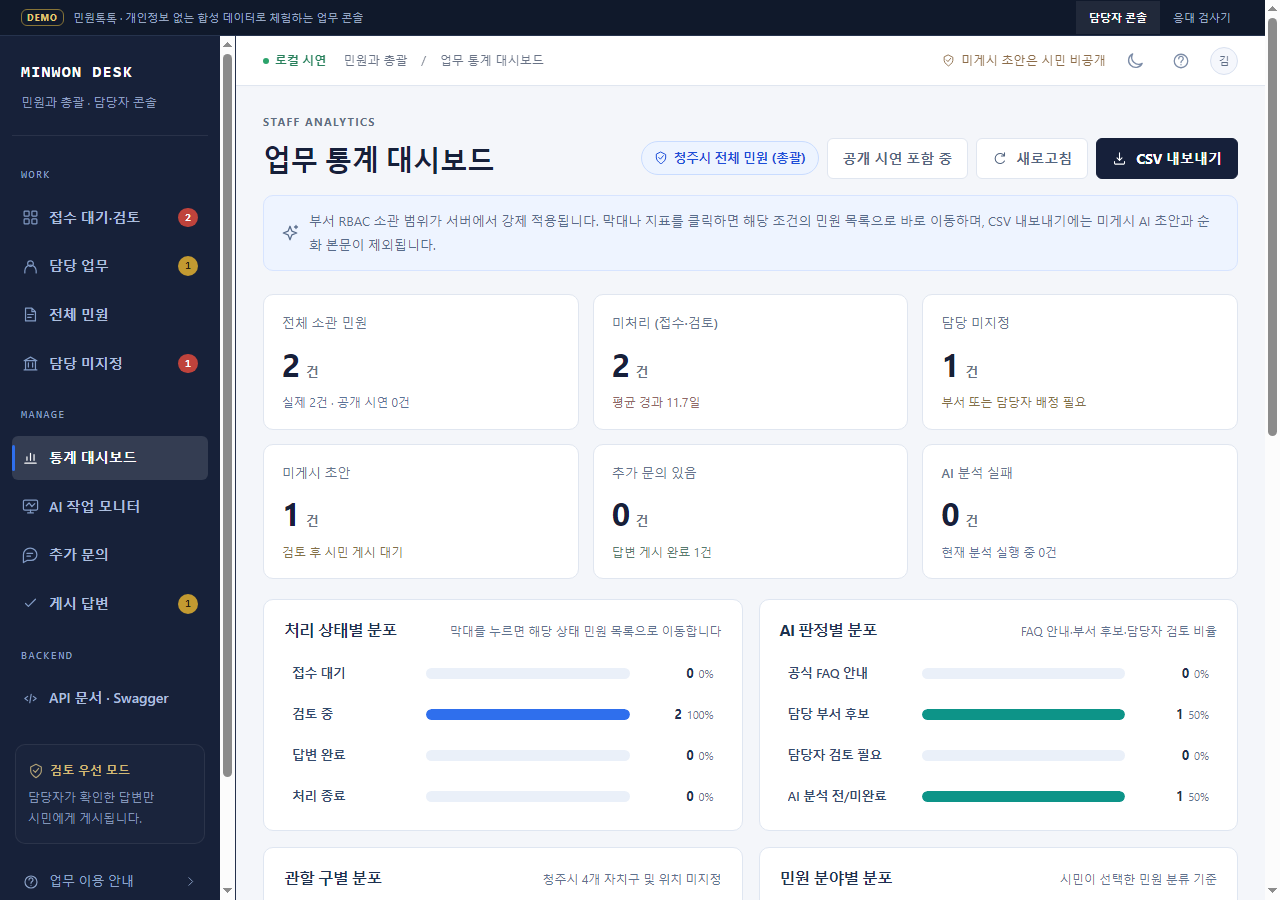 DEMO 민원톡톡 · 개인정보 없는 합성 데이터로 체험하는 업무 콘솔
담당자 콘솔 응대 검사기
MINWON DESK
민원과 총괄 · 담당자 콘솔
WORK
접수 대기·검토 2
담당 업무 1
전체 민원
담당 미지정 1
MANAGE
통계 대시보드
AI 작업 모니터
추가 문의
게시 답변 1
BACKEND
API 문서 · Swagger
검토 우선 모드
담당자가 확인한 답변만
시민에게 게시됩니다.
업무 이용 안내
로컬 시연 민원과 총괄 / 업무 통계 대시보드
미게시 초안은 시민 비공개 김
STAFF ANALYTICS
업무 통계 대시보드
청주시 전체 민원 (총괄) 공개 시연 포함 중 새로고침 CSV 내보내기
부서 RBAC 소관 범위가 서버에서 강제 적용됩니다. 막대나 지표를 클릭하면 해당 조건의 민원 목록으로 바로 이동하며, CSV 내보내기에는 미게시 AI 초안과 순
화 본문이 제외됩니다.
전체 소관 민원
2 건
실제 2건 · 공개 시연 0건
미처리 (접수·검토)
2 건
평균 경과 11.7일
담당 미지정
1 건
부서 또는 담당자 배정 필요
미게시 초안
1 건
검토 후 시민 게시 대기
추가 문의 있음
0 건
답변 게시 완료 1건
AI 분석 실패
0 건
현재 분석 실행 중 0건
처리 상태별 분포 막대를 누르면 해당 상태 민원 목록으로 이동합니다
접수 대기 0 0%
검토 중 2 100%
답변 완료 0 0%
처리 종료 0 0%
AI 판정별 분포 FAQ 안내·부서 후보·담당자 검토 비율
공식 FAQ 안내 0 0%
담당 부서 후보 1 50%
담당자 검토 필요 0 0%
AI 분석 전/미완료 1 50%
관할 구별 분포 청주시 4개 자치구 및 위치 미지정
민원 분야별 분포 시민이 선택한 민원 분류 기준